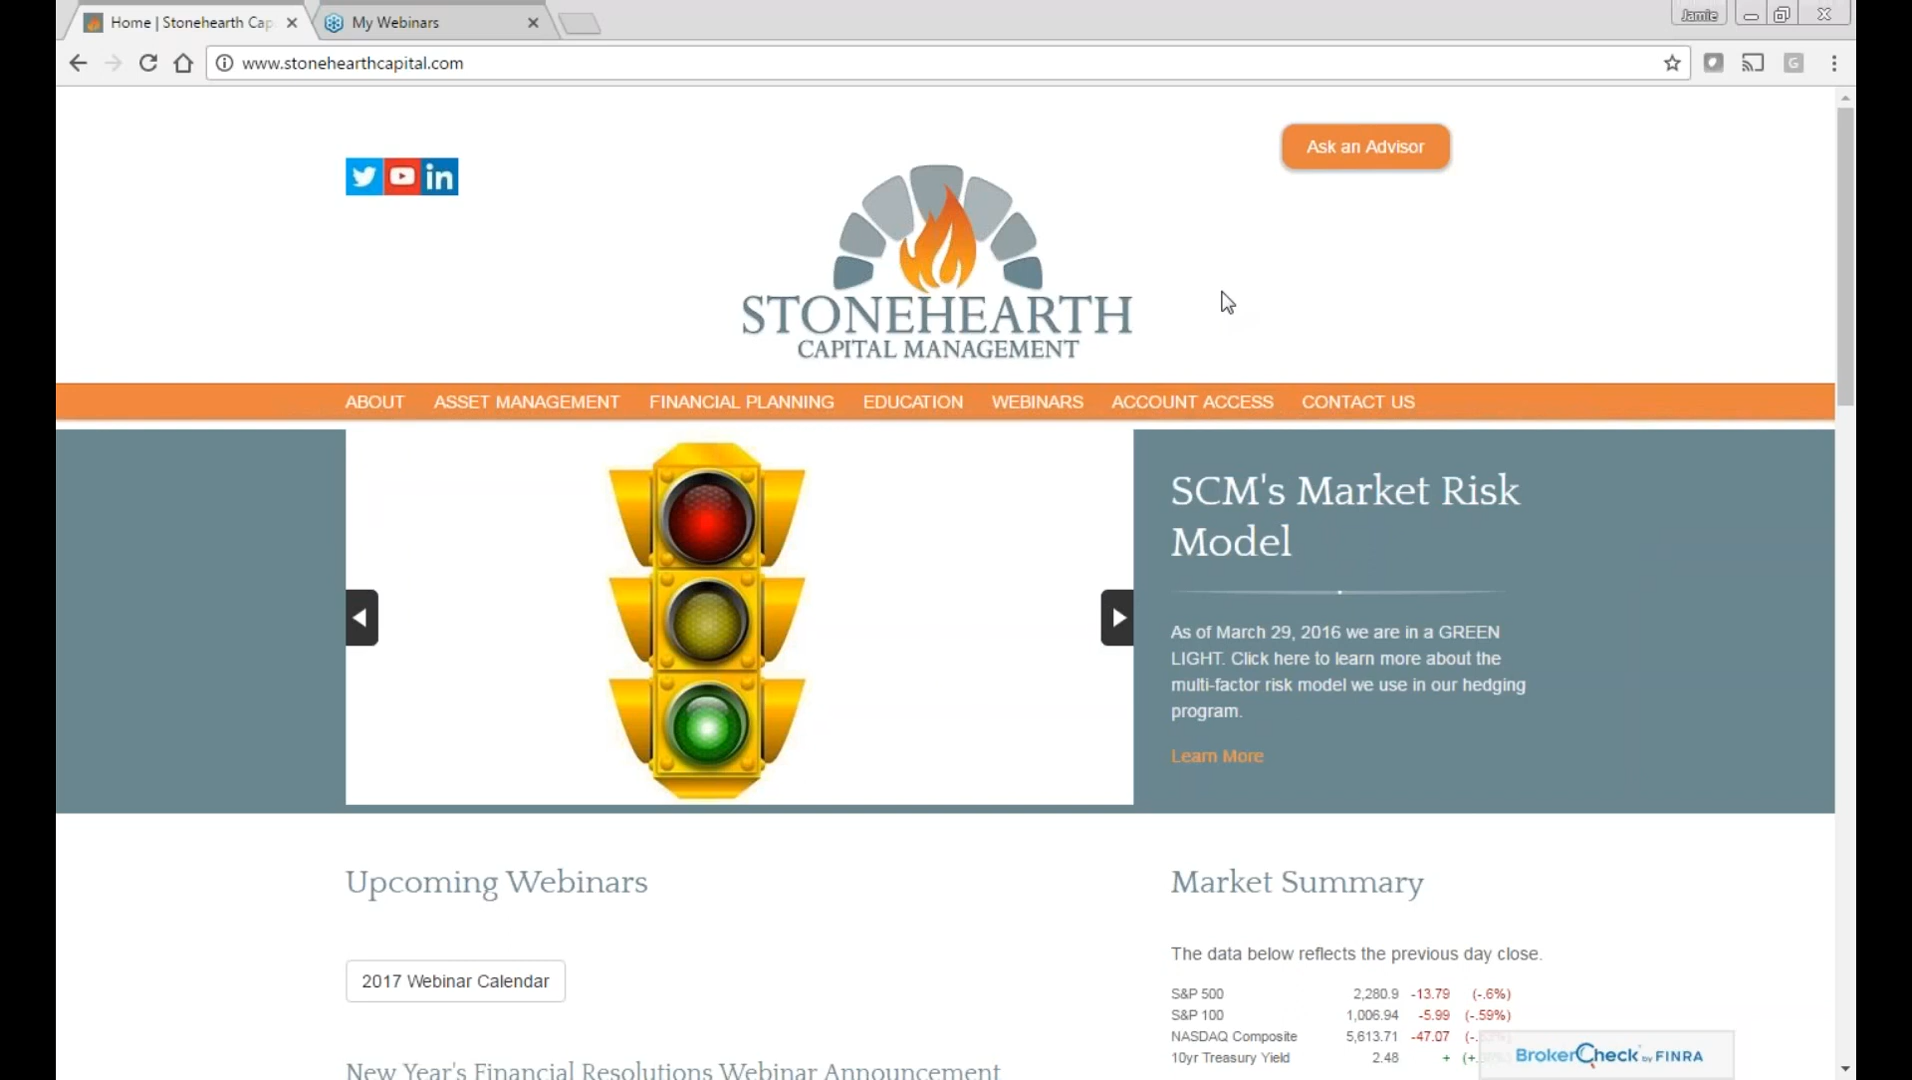 Home | Stonehearth Cap
My Webinars
Jamie
www.stonehearthcapital.com
Ask an Advisor
in
STONEHEARTH
CAPITAL MANAGEMENT
ABOUT ASSET MANAGEMENT FINANCIAL PLANNING EDUCATION WEBINARS ACCOUNT ACCESS CONTACT US
SCM's Market Risk
Model
As of March 29, 2016 we are in a GREEN
LIGHT. Click here to learn more about the
multi-factor risk model we use in our hedging
program.
Learn More
Upcoming Webinars
2017 Webinar Calendar
New Year's Financial Resolutions Webinar Announcement
Market Summary
The data below reflects the previous day close.
S&P 500 2,280.9 -13.79 (-.6%)
S&P 100 1,006.94 -5.99 (-.59%)
NASDAQ Composite 5,613.71 -47.07
10yr Treasury Yield 2.48 +
BrokerCheck by FINRA